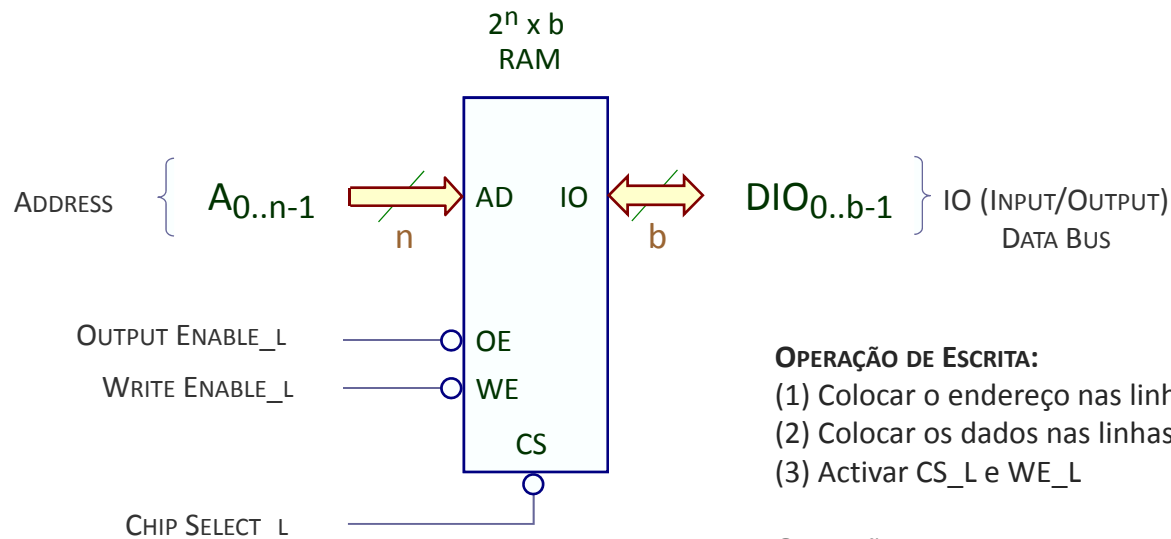 2ⁿ x b
RAM
ADDRESS
A0..n-1
n
AD
IO
b
DIO0..b-1
IO (INPUT/OUTPUT)
DATA BUS
OUTPUT ENABLE_L
OE
WRITE ENABLE_L
WE
CS
CHIP SELECT_L
OPERAÇÃO DE ESCRITA:
(1) Colocar o endereço nas
(2) Colocar os dados nas linhas
(3) Activar CS_L e WE_L